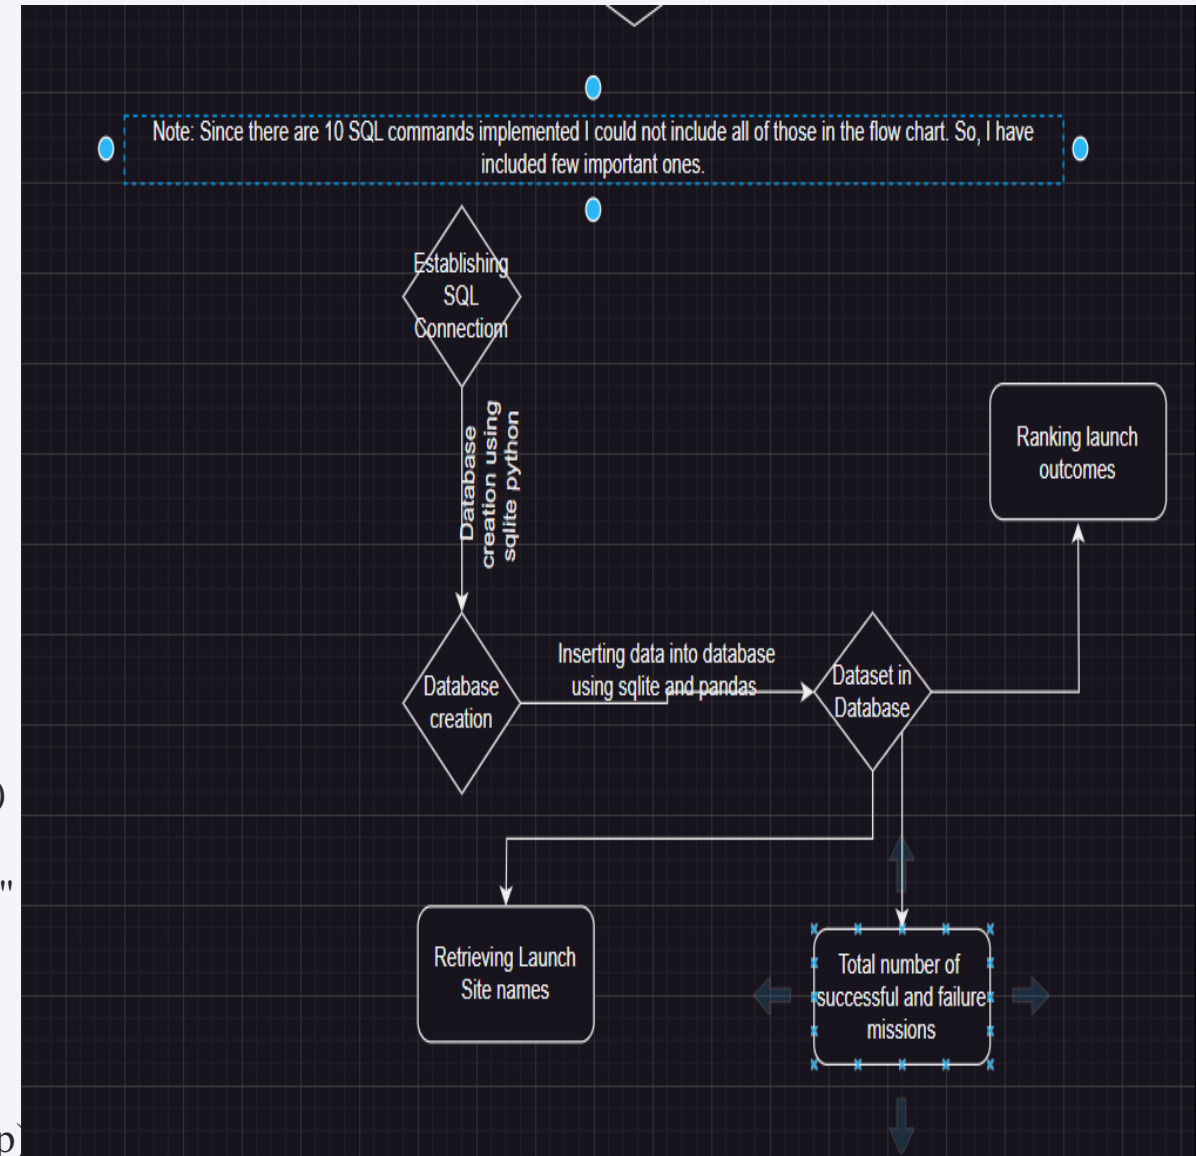 Note: Since there are 10 SQL commands implemented I could not include all of those in the flow chart. So, I have
included few important ones.
Establishing
SQL
Connectiom
Database
creation using
sqlite python
Ranking launch
outcomes
Inserting data into database
using sqlite and pandas
Dataset in
Database
Database
creation
)
"
Retrieving Launch
Site names
Total number of
successful and failure
missions
p`